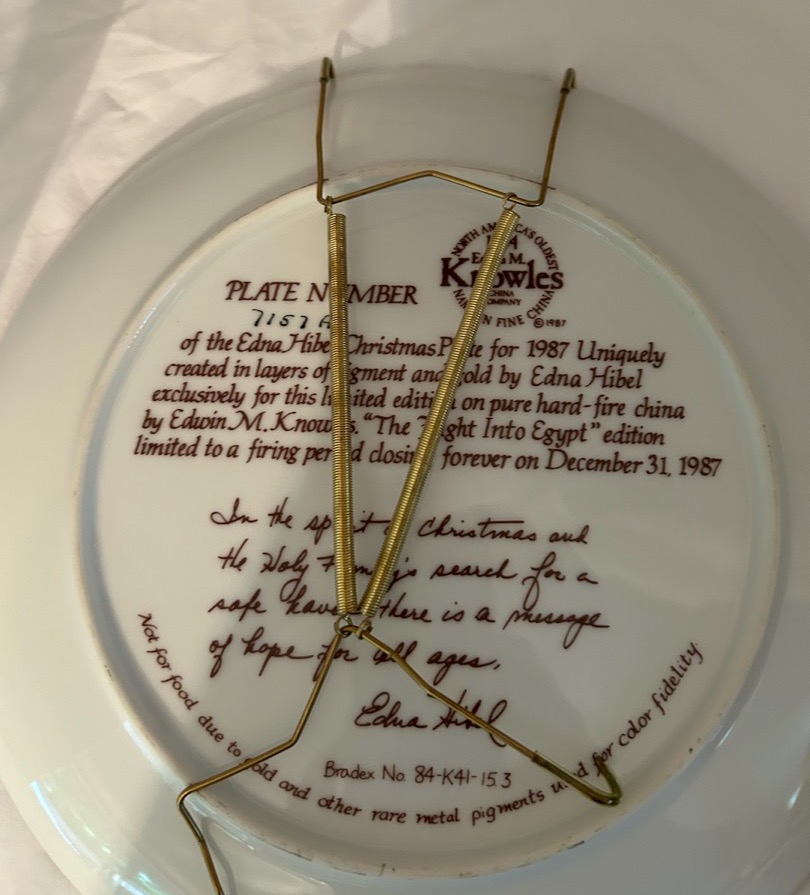 NORTH AMERICA'S OLDEST
Edwin M.
Knowles
CHINA
COMPANY
IN FINE CHINA
©1987
PLATE NUMBER
7157A
of the Edna Hibel Christmas Plate for 1987 Uniquely
created in layers of pigment and gold by Edna Hibel
exclusively for this limited edition on pure hard-fire china
by Edwin M. Knowles. “The Flight Into Egypt” edition
limited to a firing period closing forever on December 31, 1987
In the spirit of Christmas and
the Holy Family's search for a
safe haven there is a message
of hope for all ages.
Edna Hibel
Bradex No. 84-K41-15.3
Not for food due to gold and other rare metal pigments used for color fidelity